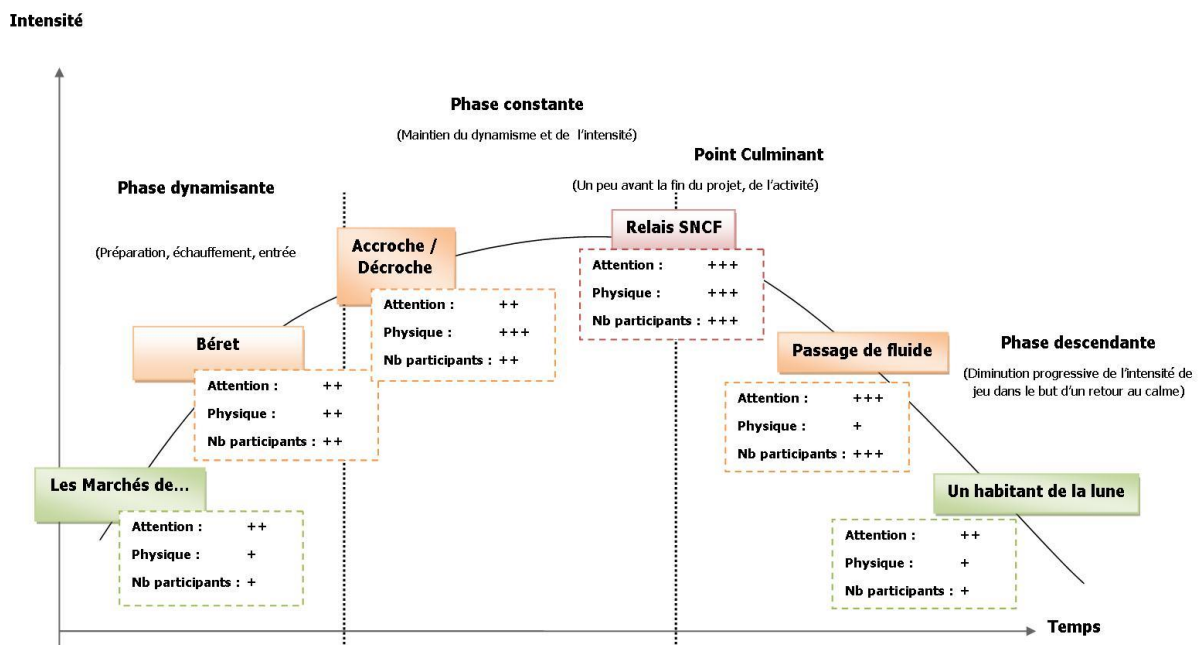 Intensité
Phase constante
(Maintien du dynamisme et de l'intensité)
Point Culminant
(Un peu avant la fin du projet, de l'activité)
Phase dynamisante
(Préparation, échauffement, entrée
Accroche /
Décroche
Attention : ++
Physique : +++
Nb participants : ++
Relais SNCF
Attention : +++
Physique : +++
Nb participants : +++
Béret
Attention : ++
Physique : ++
Nb participants : ++
Passage de fluide
Attention : +++
Physique : +
Nb participants : +++
Phase descendante
(Diminution progressive de l'intensité de
jeu dans le but d'un retour au calme)
Les Marchés de...
Attention : ++
Physique : +
Nb participants : +
Un habitant de la lune
Attention : ++
Physique : +
Nb participants : +
Temps